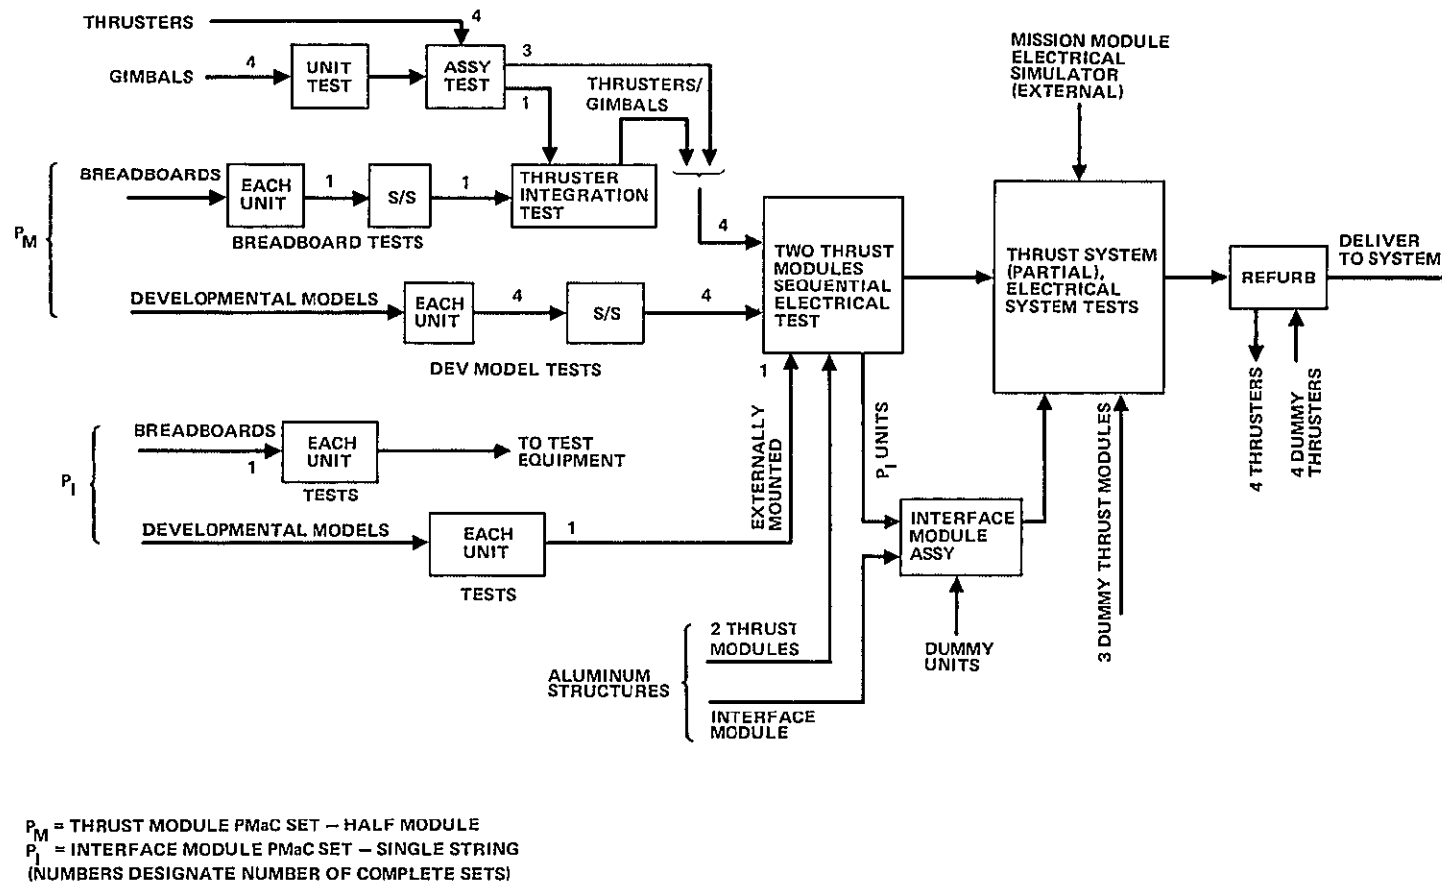 THRUSTERS
4
GIMBALS
4
UNIT
TEST
ASSY
TEST
3
1
THRUSTERS/
GIMBALS
MISSION MODULE
ELECTRICAL
SIMULATOR
(EXTERNAL)
P_M
BREADBOARDS
EACH
UNIT
1
S/S
1
THRUSTER
INTEGRATION
TEST
BREADBOARD TESTS
4
DEVELOPMENTAL MODELS
EACH
UNIT
4
S/S
4
DEV MODEL TESTS
TWO THRUST
MODULES
SEQUENTIAL
ELECTRICAL
TEST
THRUST SYSTEM
(PARTIAL),
ELECTRICAL
SYSTEM TESTS
REFURB
DELIVER
TO SYSTEM
4 THRUSTERS
4 DUMMY
THRUSTERS
P_I
BREADBOARDS
1
EACH
UNIT
TESTS
TO TEST
EQUIPMENT
DEVELOPMENTAL MODELS
EACH
UNIT
1
TESTS
1
EXTERNALLY
MOUNTED
P_I UNITS
INTERFACE
MODULE
ASSY
DUMMY
UNITS
3 DUMMY THRUST MODULES
ALUMINUM
STRUCTURES
2 THRUST
MODULES
INTERFACE
MODULE
P_M = THRUST MODULE PMaC SET – HALF MODULE
P_I = INTERFACE MODULE PMaC SET – SINGLE STRING
(NUMBERS DESIGNATE NUMBER OF COMPLETE SETS)